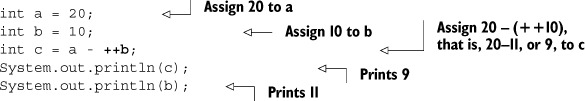 int a = 20; Assign 20 to a
int b = 10; Assign 10 to b
int c = a - ++b; Assign 20 – (++10),
that is, 20–11, or 9, to c
System.out.println(c); Prints 9
System.out.println(b); Prints 11